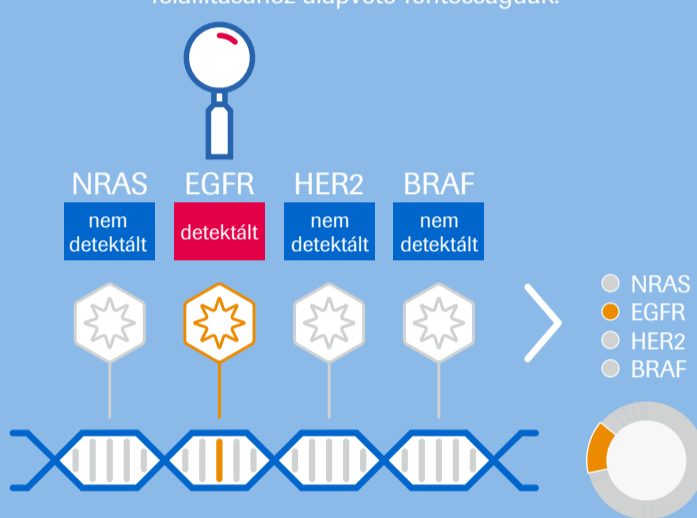 NRAS EGFR HER2 BRAF
nem detektált
detektált
nem detektált
nem detektált
NRAS
EGFR
HER2
BRAF